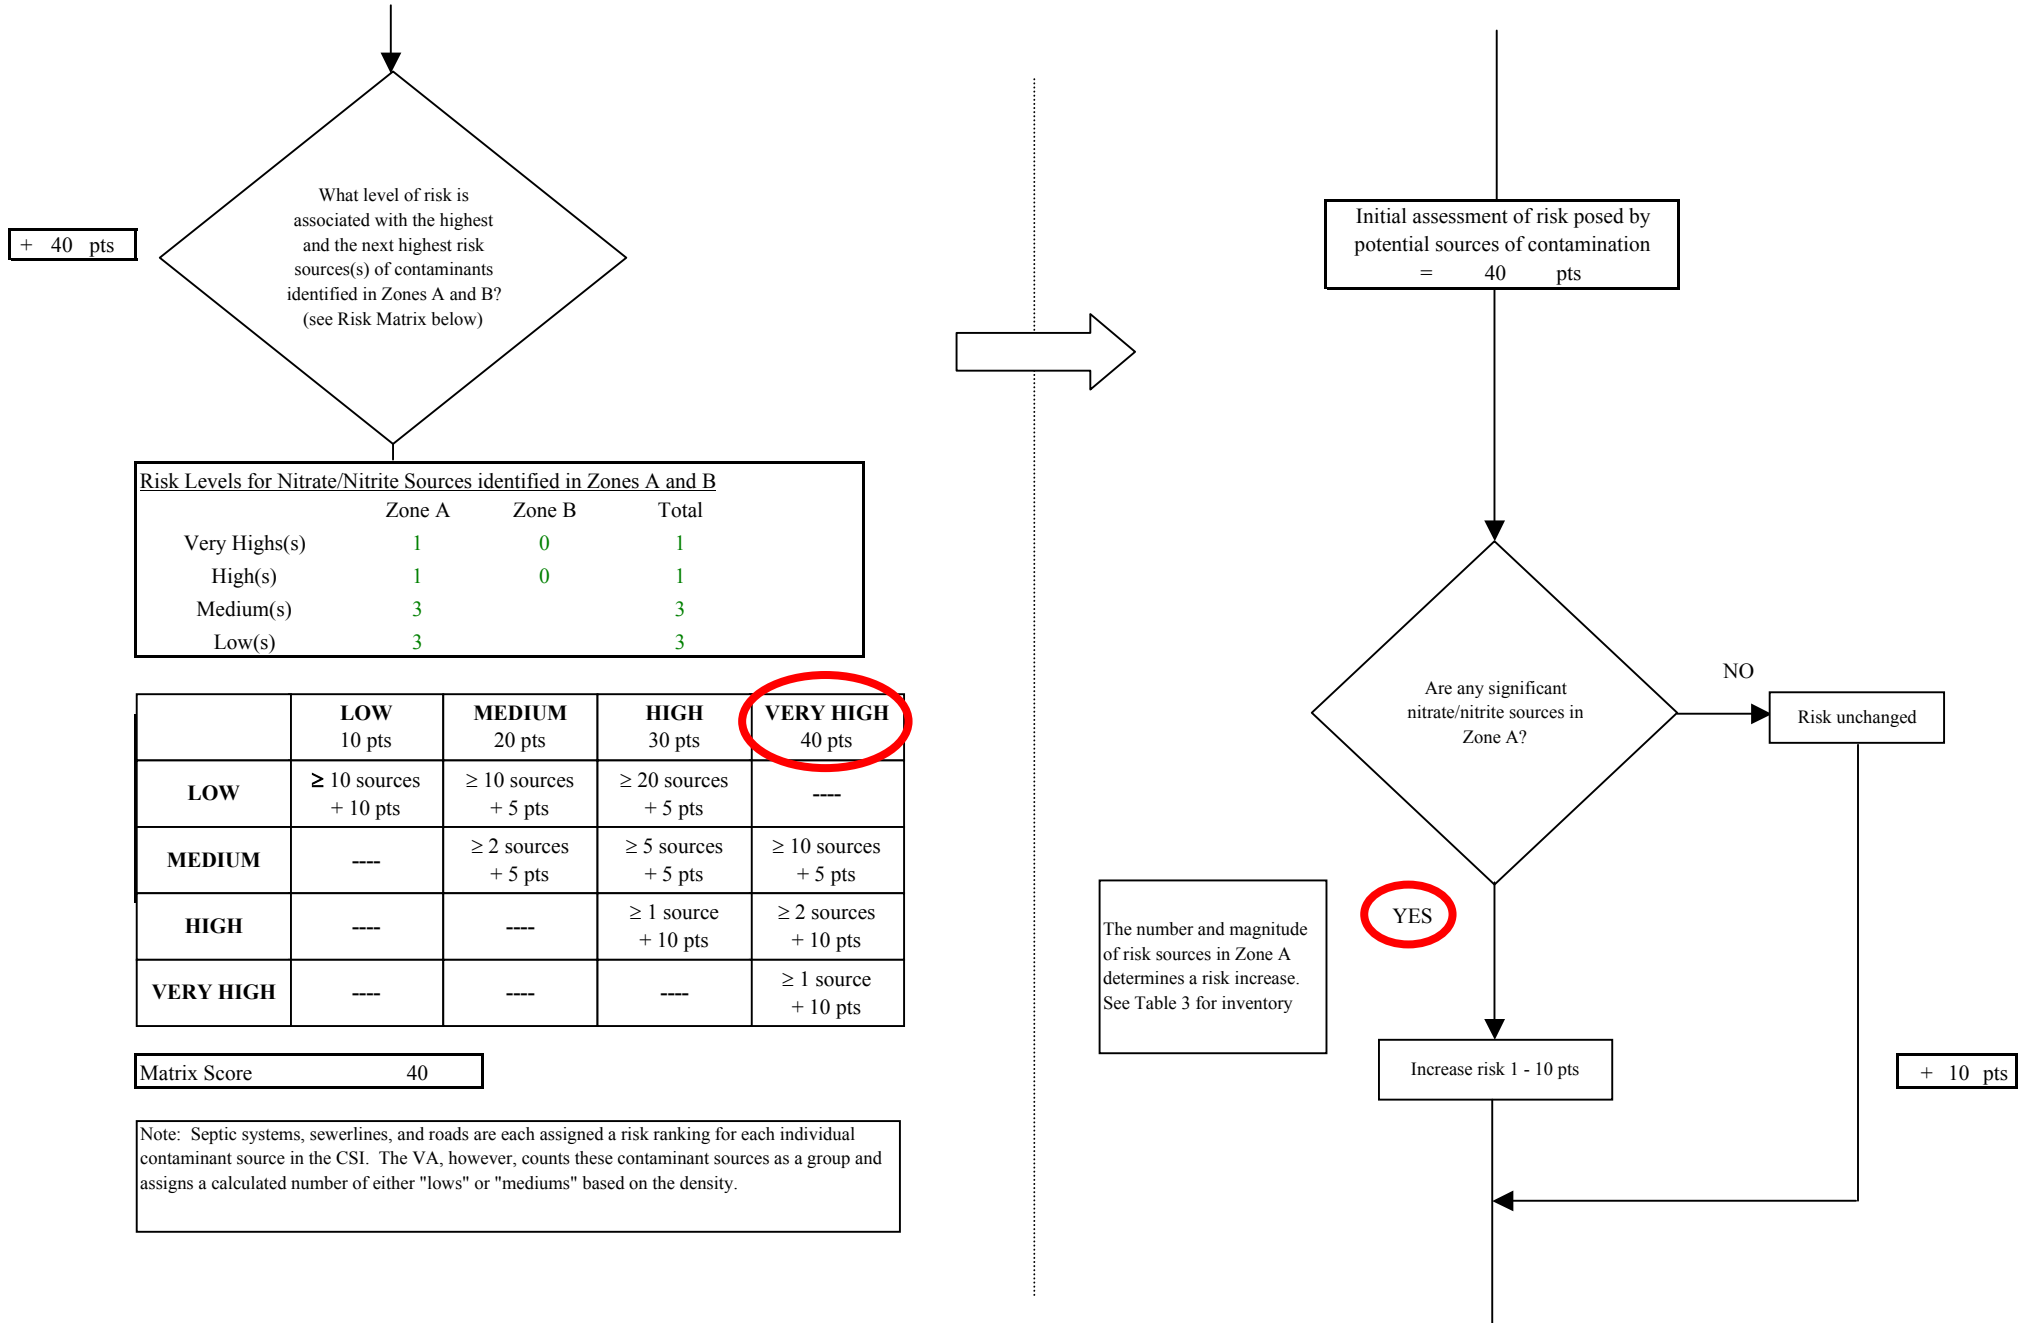 What level of risk is
associated with the highest
and the next highest risk
sources(s) of contaminants
identified in Zones A and B?
(see Risk Matrix below)
+ 40 pts
Risk Levels for Nitrate/Nitrite Sources identified in Zones A and B
Zone A Zone B Total
Very Highs(s) 1 0 1
High(s) 1 0 1
Medium(s) 3 3
Low(s) 3 3
LOW MEDIUM HIGH VERY HIGH
10 pts 20 pts 30 pts 40 pts
LOW
≥ 10 sources ≥ 10 sources ≥ 20 sources ----
+ 10 pts + 5 pts + 5 pts
MEDIUM
---- ≥ 2 sources ≥ 5 sources ≥ 10 sources
+ 5 pts + 5 pts + 5 pts
HIGH
---- ---- ≥ 1 source ≥ 2 sources
+ 10 pts + 10 pts
VERY HIGH
---- ---- ---- ≥ 1 source
+ 10 pts
Matrix Score 40
Note: Septic systems, sewerlines, and roads are each assigned a risk ranking for each individual
contaminant source in the CSI. The VA, however, counts these contaminant sources as a group and
assigns a calculated number of either "lows" or "mediums" based on the density.
Initial assessment of risk posed by
potential sources of contamination
= 40 pts
Are any significant
nitrate/nitrite sources in
Zone A?
NO
Risk unchanged
YES
The number and magnitude
of risk sources in Zone A
determines a risk increase.
See Table 3 for inventory
Increase risk 1 - 10 pts
+ 10 pts